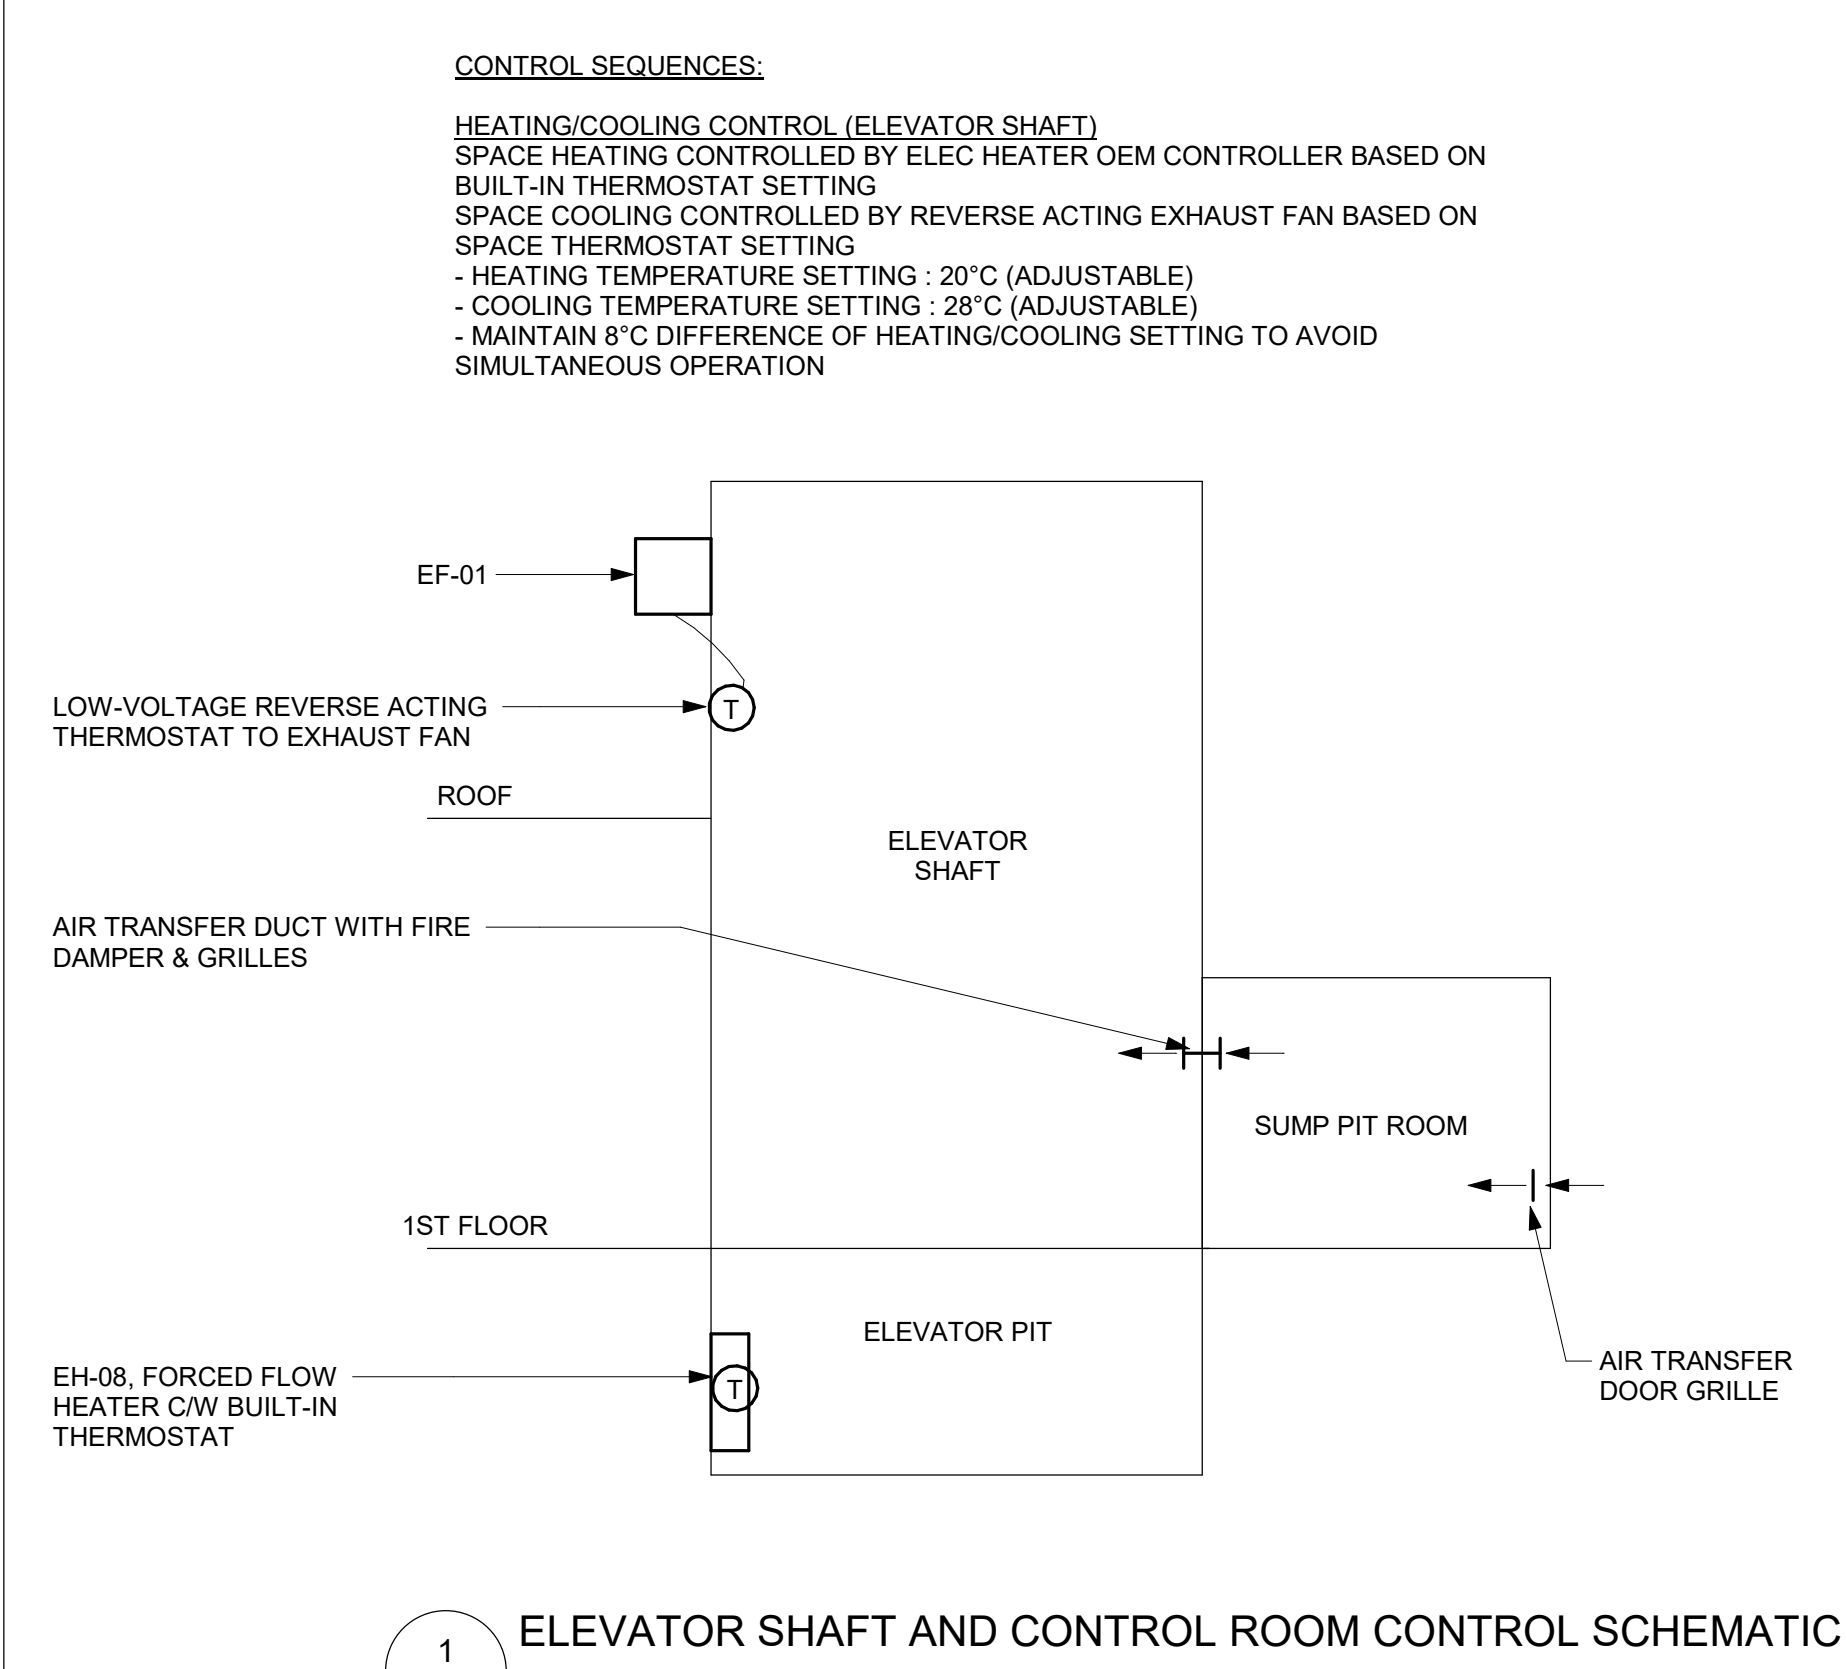 CONTROL SEQUENCES:
HEATING/COOLING CONTROL (ELEVATOR SHAFT)
SPACE HEATING CONTROLLED BY ELEC HEATER OEM CONTROLLER BASED ON
BUILT-IN THERMOSTAT SETTING
SPACE COOLING CONTROLLED BY REVERSE ACTING EXHAUST FAN BASED ON
SPACE THERMOSTAT SETTING
- HEATING TEMPERATURE SETTING : 20°C (ADJUSTABLE)
- COOLING TEMPERATURE SETTING : 28°C (ADJUSTABLE)
- MAINTAIN 8°C DIFFERENCE OF HEATING/COOLING SETTING TO AVOID
SIMULTANEOUS OPERATION
EF-01
LOW-VOLTAGE REVERSE ACTING
THERMOSTAT TO EXHAUST FAN
T
ROOF
ELEVATOR
SHAFT
AIR TRANSFER DUCT WITH FIRE
DAMPER & GRILLES
SUMP PIT ROOM
1ST FLOOR
ELEVATOR PIT
EH-08, FORCED FLOW
HEATER C/W BUILT-IN
THERMOSTAT
T
AIR TRANSFER
DOOR GRILLE
1
ELEVATOR SHAFT AND CONTROL ROOM CONTROL SCHEMATIC